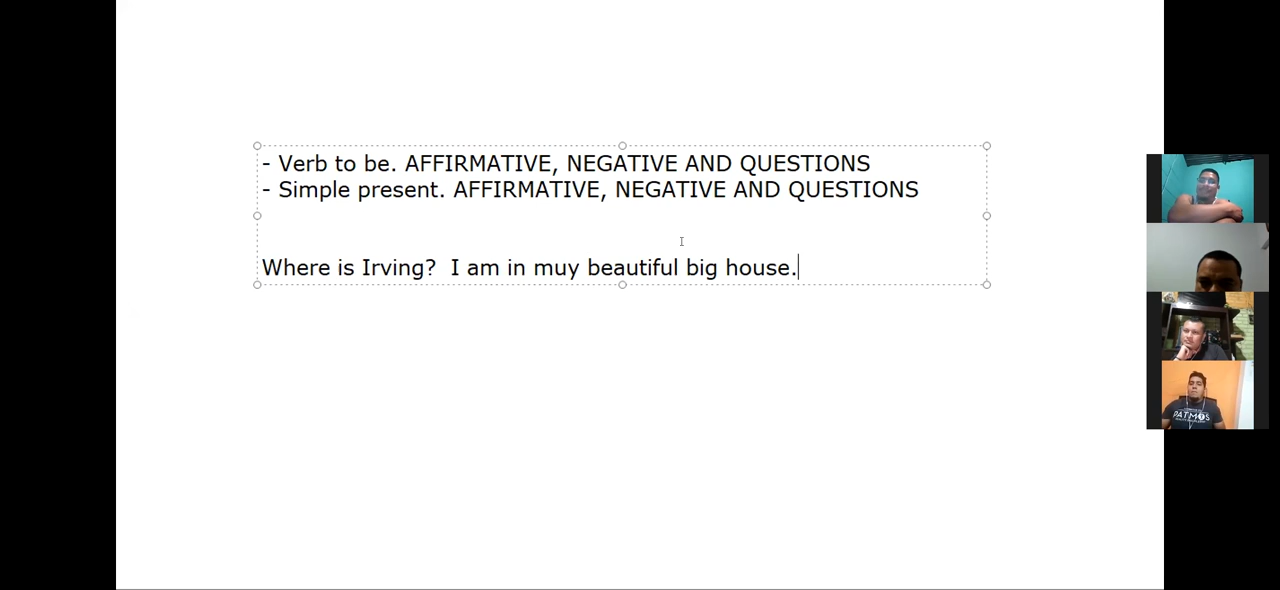 - Verb to be. AFFIRMATIVE, NEGATIVE AND QUESTIONS
- Simple present. AFFIRMATIVE, NEGATIVE AND QUESTIONS
Where is Irving?  I am in muy beautiful big house.
PATMOS